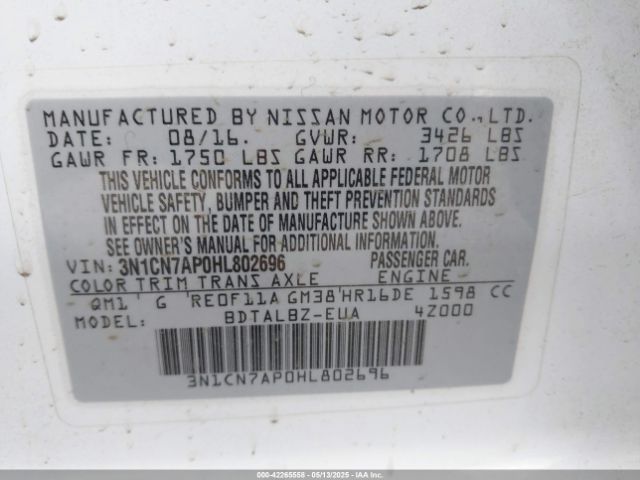 MANUFACTURED BY NISSAN MOTOR CO.,LTD.
DATE: 08/16. GVWR: 3426 LBS
GAWR FR: 1750 LBS GAWR RR: 1708 LBS
THIS VEHICLE CONFORMS TO ALL APPLICABLE FEDERAL MOTOR
VEHICLE SAFETY, BUMPER AND THEFT PREVENTION STANDARDS
IN EFFECT ON THE DATE OF MANUFACTURE SHOWN ABOVE.
SEE OWNER'S MANUAL FOR ADDITIONAL INFORMATION.
VIN: 3N1CN7AP0HL802696 PASSENGER CAR.
COLOR TRIM TRANS AXLE ENGINE
QM1 G RE0F11A GM38 HR16DE 1598 CC
MODEL: BDTALBZ-EUA 4Z000
3N1CN7AP0HL802696
000-42265558 - 05/13/2025 - IAA Inc.